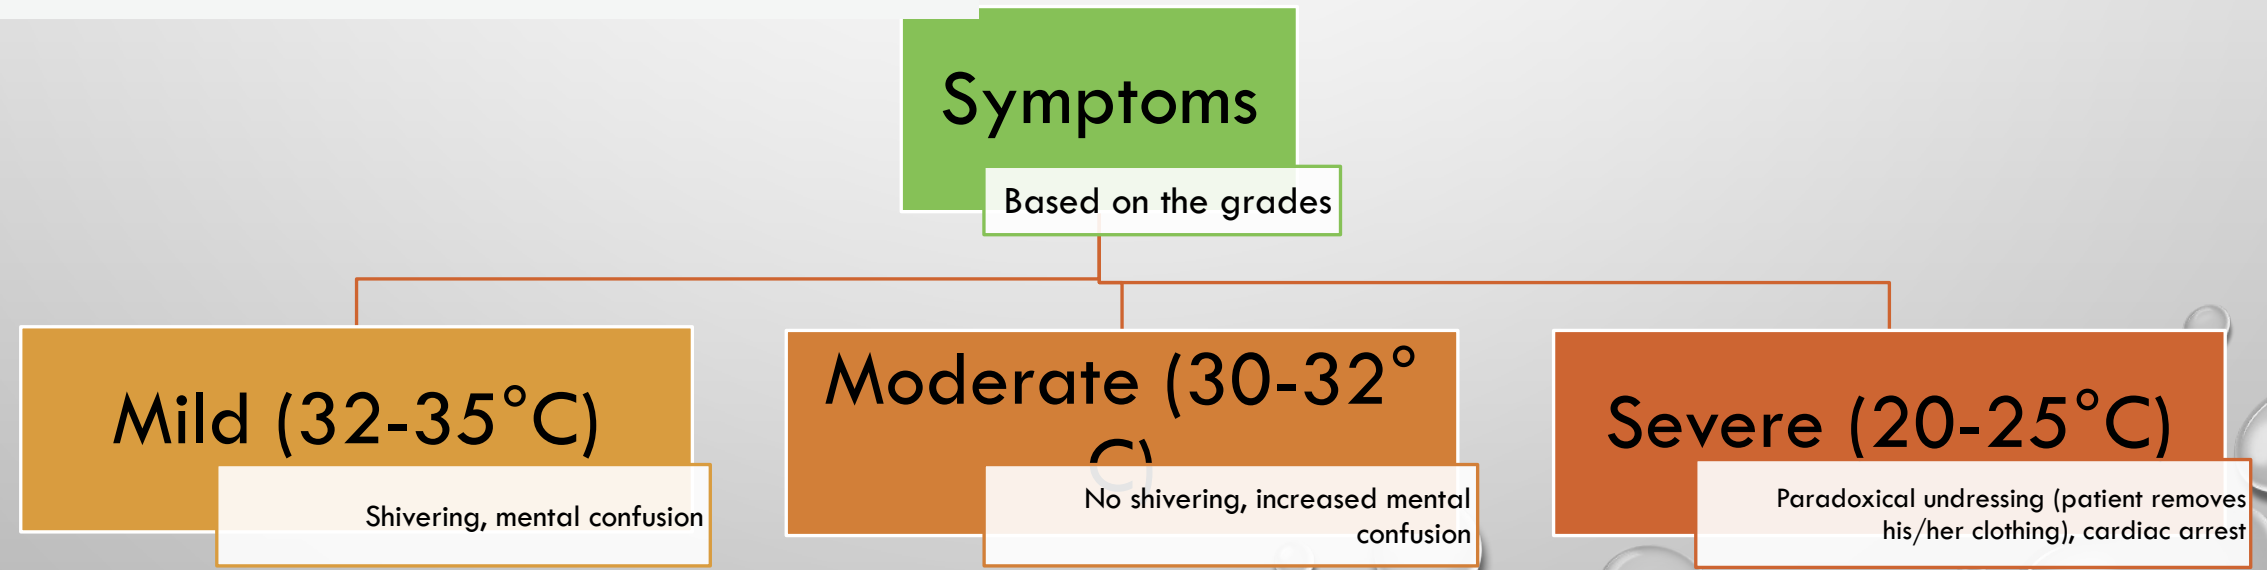 Symptoms
Based on the grades
Mild (32-35°C)
Shivering, mental confusion
Moderate (30-32°
C)
No shivering, increased mental
confusion
Severe (20-25°C)
Paradoxical undressing (patient removes
his/her clothing), cardiac arrest